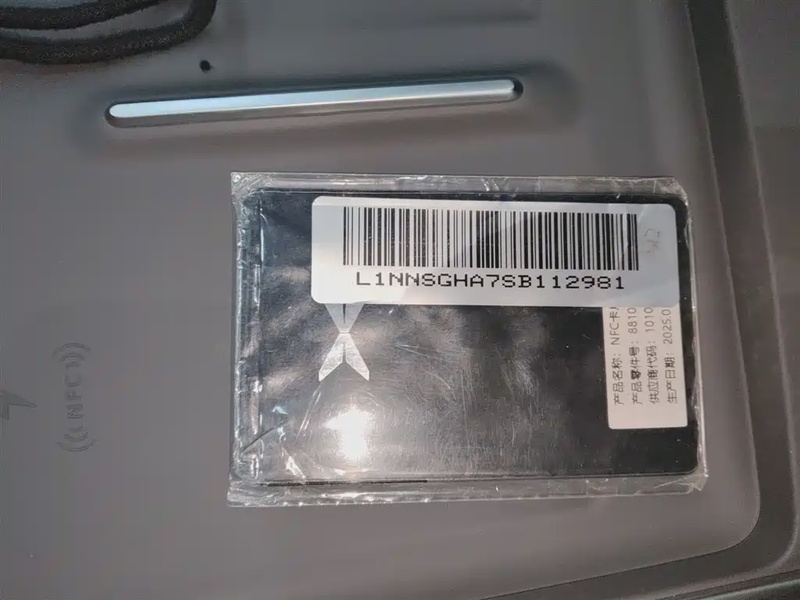 L1NNSGHA7SB112981
产品名称: NFC卡
产品零件号: 8810
供应商代码: 1010
生产日期: 2025.0
NFC